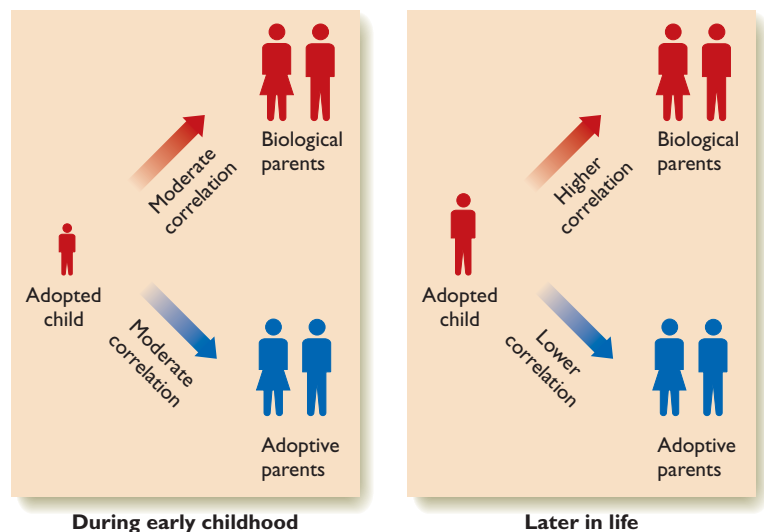 Biological
parents
Moderate
correlation
Adopted
child
Moderate
correlation
Adoptive
parents
During early childhood
Biological
parents
Higher
correlation
Adopted
child
Lower
correlation
Adoptive
parents
Later in life